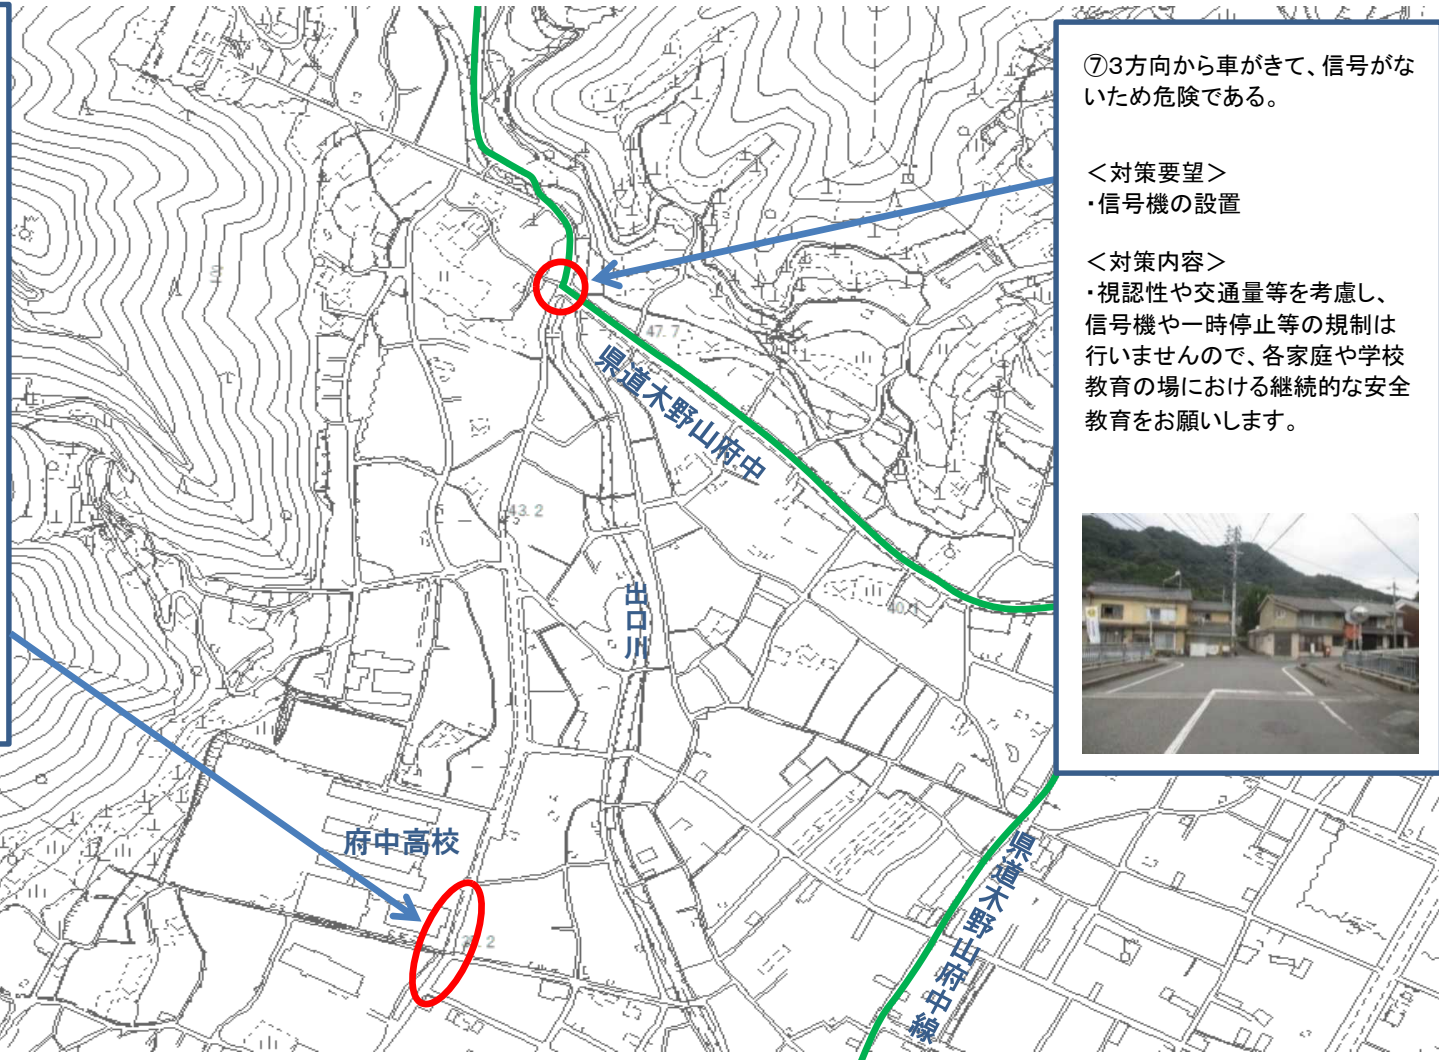 ⑦3方向から車がきて、信号がな
いため危険である。
＜対策要望＞
・信号機の設置
＜対策内容＞
・視認性や交通量等を考慮し、
信号機や一時停止等の規制は
行いませんので、各家庭や学校
教育の場における継続的な安全
教育をお願いします。
47.7
県道木野山府中
43.2
出口川
府中高校
県道木野山府中線